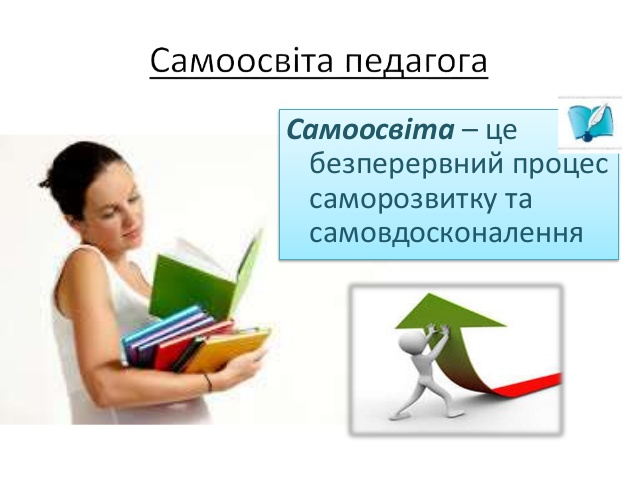 Самоосвіта педагога
Самоосвіта – це
безперервний процес
саморозвитку та
самовдосконалення